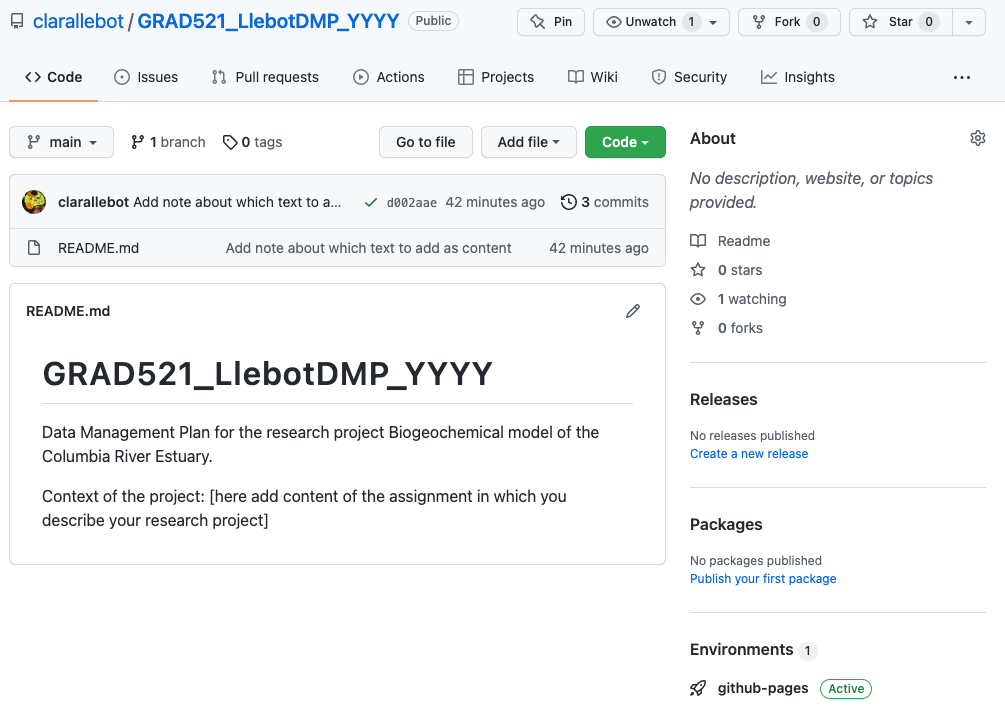 clarallebot / GRAD521_LlebotDMP_YYYY Public Pin Unwatch 1 Fork 0 Star 0
Code Issues Pull requests Actions Projects Wiki Security Insights ...
main 1 branch 0 tags Go to file Add file Code
clarallebot Add note about which text to a... d002aae 42 minutes ago 3 commits
README.md Add note about which text to add as content 42 minutes ago
README.md
GRAD521_LlebotDMP_YYYY
Data Management Plan for the research project Biogeochemical model of the
Columbia River Estuary.
Context of the project: [here add content of the assignment in which you
describe your research project]
About
No description, website, or topics
provided.
Readme
0 stars
1 watching
0 forks
Releases
No releases published
Create a new release
Packages
No packages published
Publish your first package
Environments 1
github-pages Active